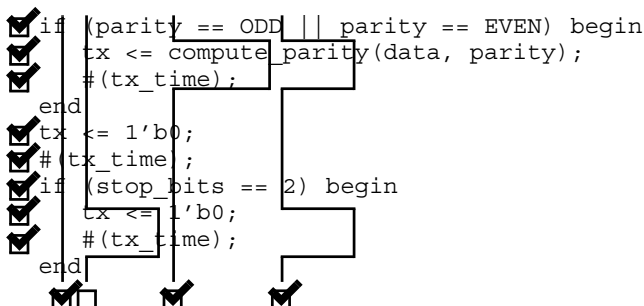 if (parity == ODD || parity == EVEN) begin
tx <= compute_parity(data, parity);
#(tx_time);
end
tx <= 1’b0;
#(tx_time);
if (stop_bits == 2) begin
tx <= 1’b0;
#(tx_time);
end